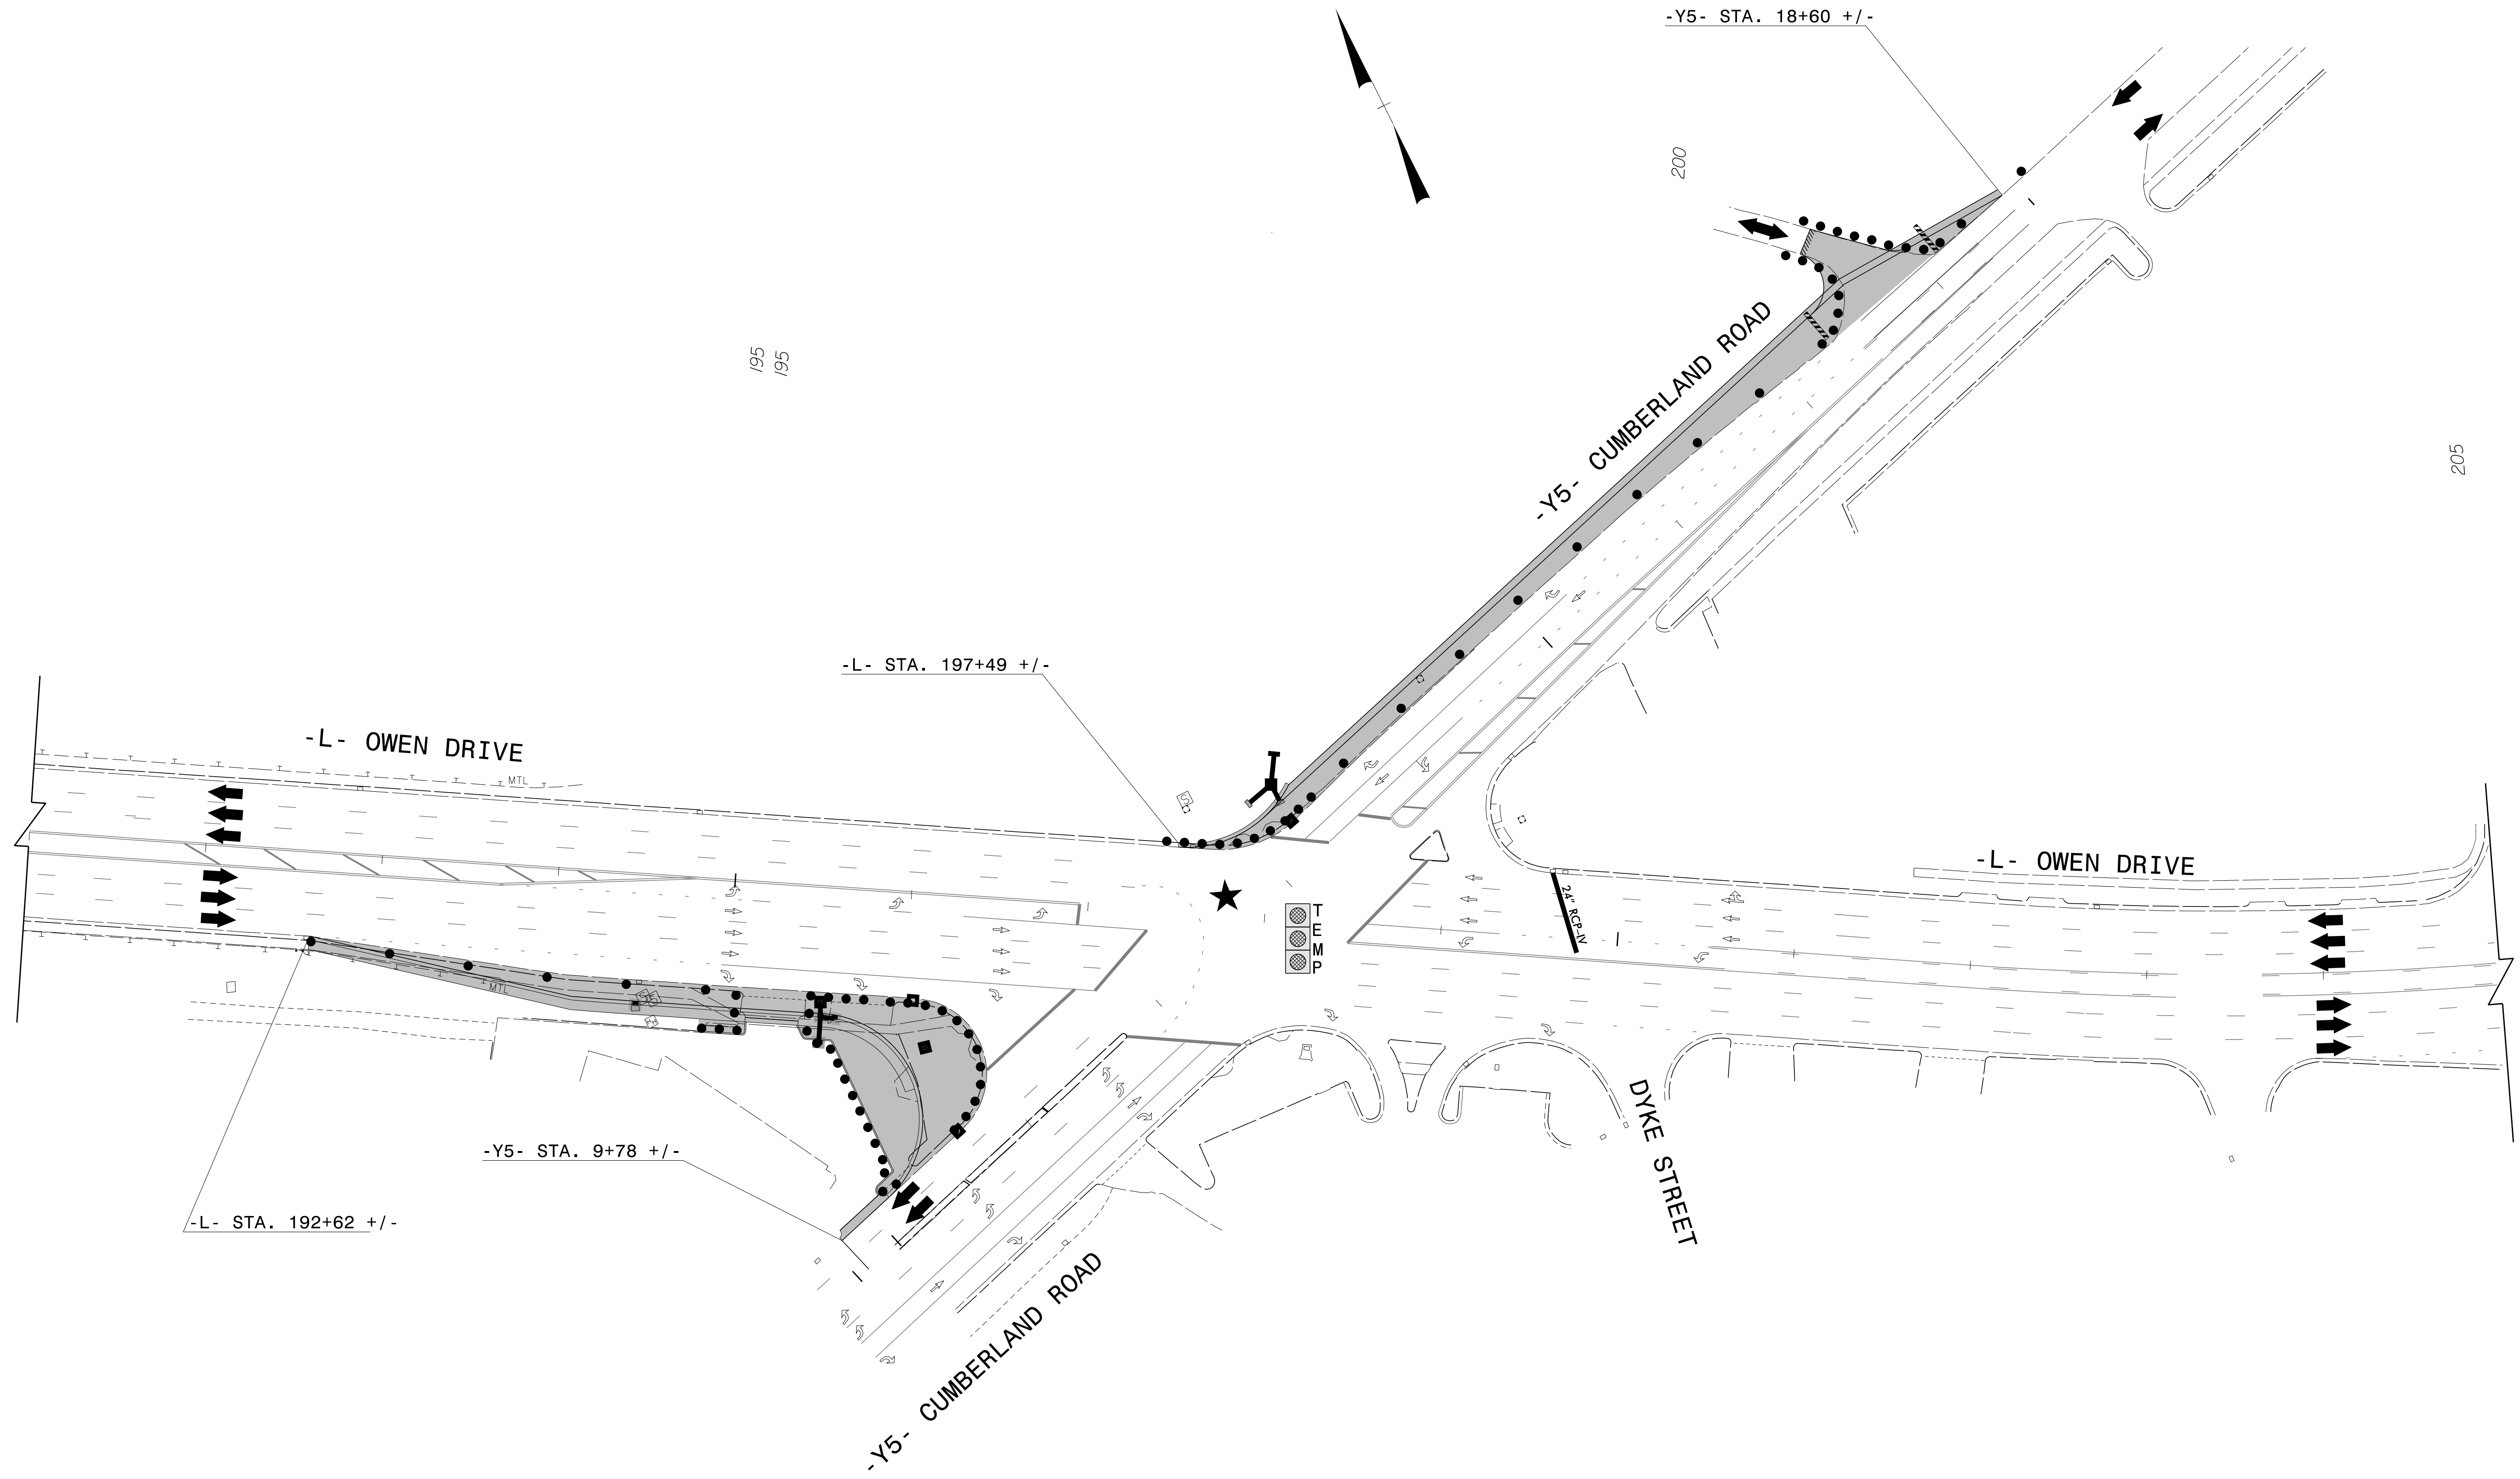 -Y5- STA. 18+60 +/-
200
195
195
-Y5- CUMBERLAND ROAD
205
-L- STA. 197+49 +/-
-L- OWEN DRIVE
MTL
S
-L- OWEN DRIVE
24" RCP-IV
TEMP
MTL
DYKE STREET
-Y5- STA. 9+78 +/-
-L- STA. 192+62 +/-
-Y5- CUMBERLAND ROAD